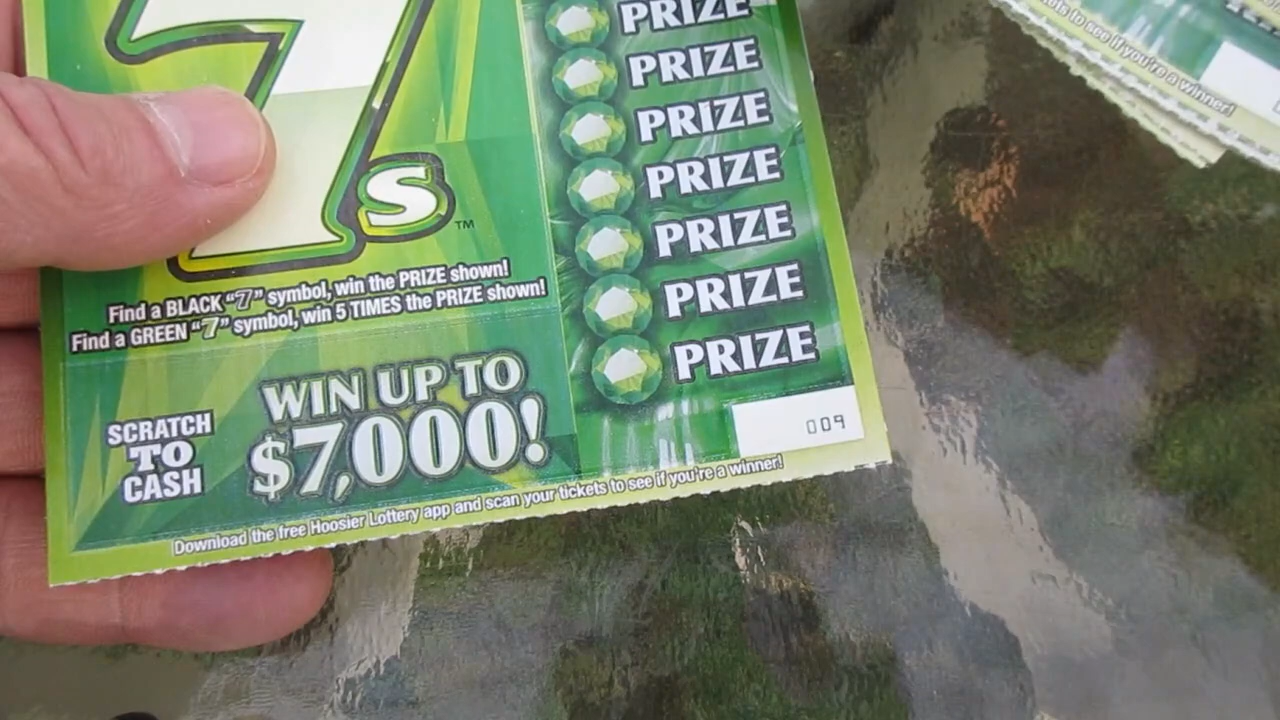 7s™
Find a BLACK “7” symbol, win the PRIZE shown!
Find a GREEN “7” symbol, win 5 TIMES the PRIZE shown!
SCRATCH
TO
CASH
WIN UP TO
$7,000!
PRIZE
PRIZE
PRIZE
PRIZE
PRIZE
PRIZE
PRIZE
009
Download the free Hoosier Lottery app and scan your tickets to see if you're a winner!
to see if you're a winner!